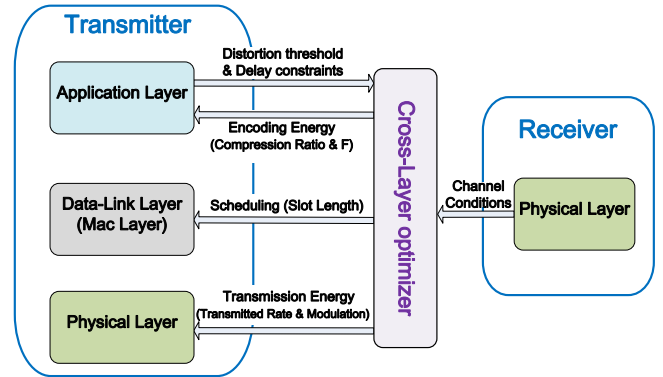 Transmitter
Distortion threshold
& Delay constraints
Application Layer
Encoding Energy
(Compression Ratio & F)
Data-Link Layer
(Mac Layer)
Scheduling (Slot Length)
Physical Layer
Transmission Energy
(Transmitted Rate & Modulation)
Cross-Layer optimizer
Receiver
Channel
Conditions
Physical Layer